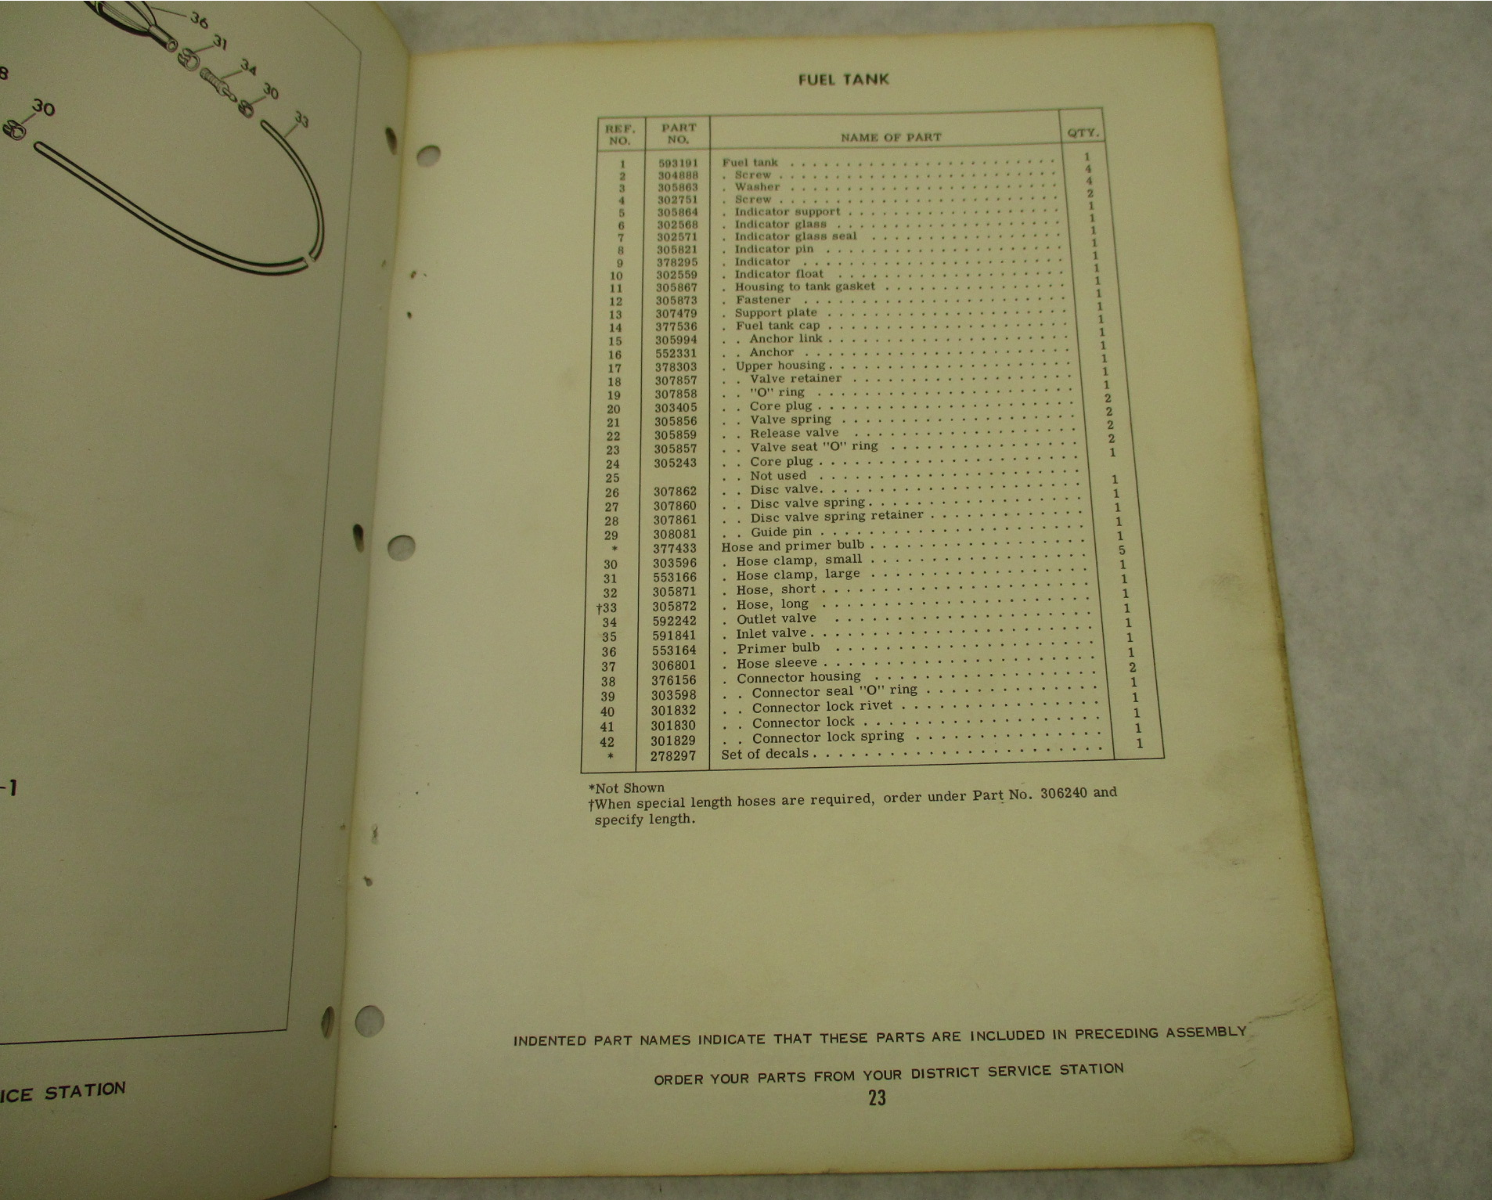 36
31
34
30
33
8
30
-1
ICE STATION
FUEL TANK
REF. NO. PART NO. NAME OF PART QTY.
1 593191 Fuel tank . . . . . . . . . . . . . . . . . . . . . . . 1
2 304888 . Screw . . . . . . . . . . . . . . . . . . . . . . . . 4
3 305863 . Washer . . . . . . . . . . . . . . . . . . . . . . . 4
4 302751 . Screw . . . . . . . . . . . . . . . . . . . . . . . . 2
5 305864 . Indicator support . . . . . . . . . . . . . . . . . . 1
6 302568 . Indicator glass . . . . . . . . . . . . . . . . . . . 1
7 302571 . Indicator glass seal . . . . . . . . . . . . . . . . 1
8 305821 . Indicator pin . . . . . . . . . . . . . . . . . . . . 1
9 378295 . Indicator . . . . . . . . . . . . . . . . . . . . . . 1
10 302559 . Indicator float . . . . . . . . . . . . . . . . . . . 1
11 305867 . Housing to tank gasket . . . . . . . . . . . . . . . 1
12 305873 . Fastener . . . . . . . . . . . . . . . . . . . . . . 1
13 307479 . Support plate . . . . . . . . . . . . . . . . . . . . 1
14 377536 . Fuel tank cap . . . . . . . . . . . . . . . . . . . . 1
15 305994 . . Anchor link . . . . . . . . . . . . . . . . . . . . 1
16 552331 . . Anchor . . . . . . . . . . . . . . . . . . . . . . 1
17 378303 . Upper housing . . . . . . . . . . . . . . . . . . . . 1
18 307857 . . Valve retainer . . . . . . . . . . . . . . . . . . 1
19 307858 . . "O" ring . . . . . . . . . . . . . . . . . . . . . 1
20 303405 . . Core plug . . . . . . . . . . . . . . . . . . . . . 2
21 305856 . . Valve spring . . . . . . . . . . . . . . . . . . . 2
22 305859 . . Release valve . . . . . . . . . . . . . . . . . . . 2
23 305857 . . Valve seat "O" ring . . . . . . . . . . . . . . . . 2
24 305243 . . Core plug . . . . . . . . . . . . . . . . . . . . . 1
25 . . Not used . . . . . . . . . . . . . . . . . . . . .
26 307862 . . Disc valve . . . . . . . . . . . . . . . . . . . . 1
27 307860 . . Disc valve spring . . . . . . . . . . . . . . . . . 1
28 307861 . . Disc valve spring retainer . . . . . . . . . . . . . 1
29 308081 . . Guide pin . . . . . . . . . . . . . . . . . . . . . 1
* 377433 Hose and primer bulb . . . . . . . . . . . . . . . . . 1
30 303596 . Hose clamp, small . . . . . . . . . . . . . . . . . . 5
31 553166 . Hose clamp, large . . . . . . . . . . . . . . . . . . 1
32 305871 . Hose, short . . . . . . . . . . . . . . . . . . . . . 1
†33 305872 . Hose, long . . . . . . . . . . . . . . . . . . . . . 1
34 592242 . Outlet valve . . . . . . . . . . . . . . . . . . . . 1
35 591841 . Inlet valve . . . . . . . . . . . . . . . . . . . . . 1
36 553164 . Primer bulb . . . . . . . . . . . . . . . . . . . . . 1
37 306801 . Hose sleeve . . . . . . . . . . . . . . . . . . . . . 1
38 376156 . Connector housing . . . . . . . . . . . . . . . . . . 2
39 303598 . . Connector seal "O" ring . . . . . . . . . . . . . . 1
40 301832 . . Connector lock rivet . . . . . . . . . . . . . . . . 1
41 301830 . . Connector lock . . . . . . . . . . . . . . . . . . . 1
42 301829 . . Connector lock spring . . . . . . . . . . . . . . . 1
* 278297 Set of decals . . . . . . . . . . . . . . . . . . . . . 1
*Not Shown
†When special length hoses are required, order under Part No. 306240 and
specify length.
INDENTED PART NAMES INDICATE THAT THESE PARTS ARE INCLUDED IN PRECEDING ASSEMBLY
ORDER YOUR PARTS FROM YOUR DISTRICT SERVICE STATION
23